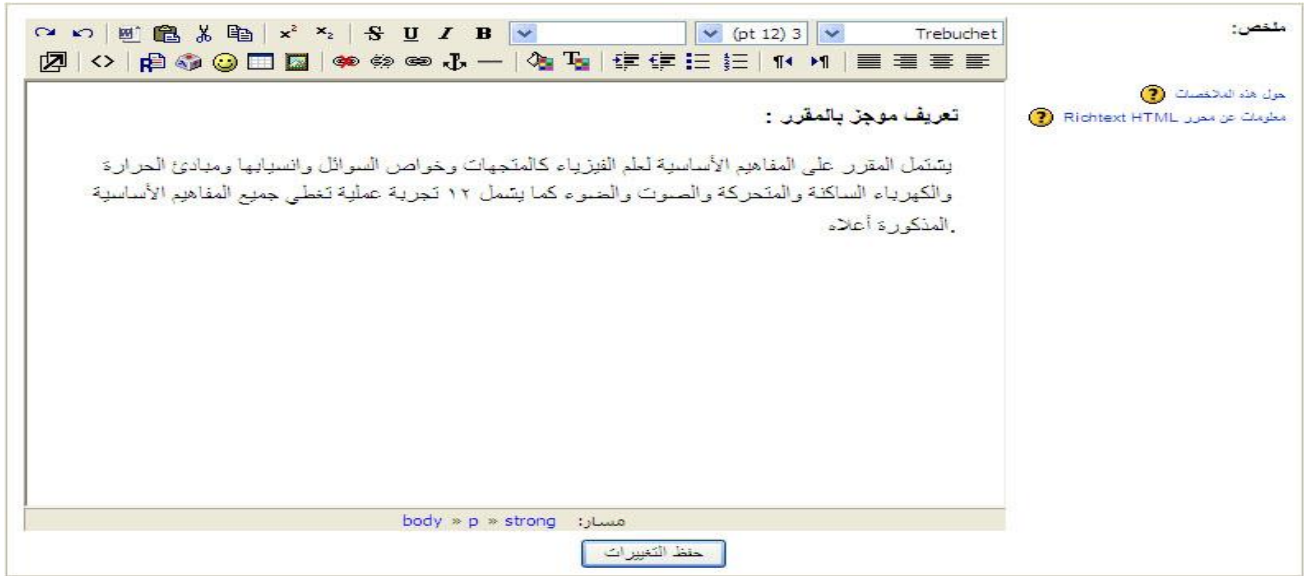 ملخص:
حول هذه الملاخصات
معلومات عن محرر Richtext HTML
Trebuchet
3 (12 pt)
B I U S
تعريف موجز بالمقرر :
يشتمل المقرر على المفاهيم الأساسية لعلم الفيزياء كالمتجهات وخواص السوائل وانسيابها ومبادئ الحرارة
والكهرباء الساكنة والمتحركة والصوت والضوء كما يشمل ١٢ تجربة عملية تغطي جميع المفاهيم الأساسية
المذكورة أعلاه.
مسار: body » p » strong
حفظ التغييرات